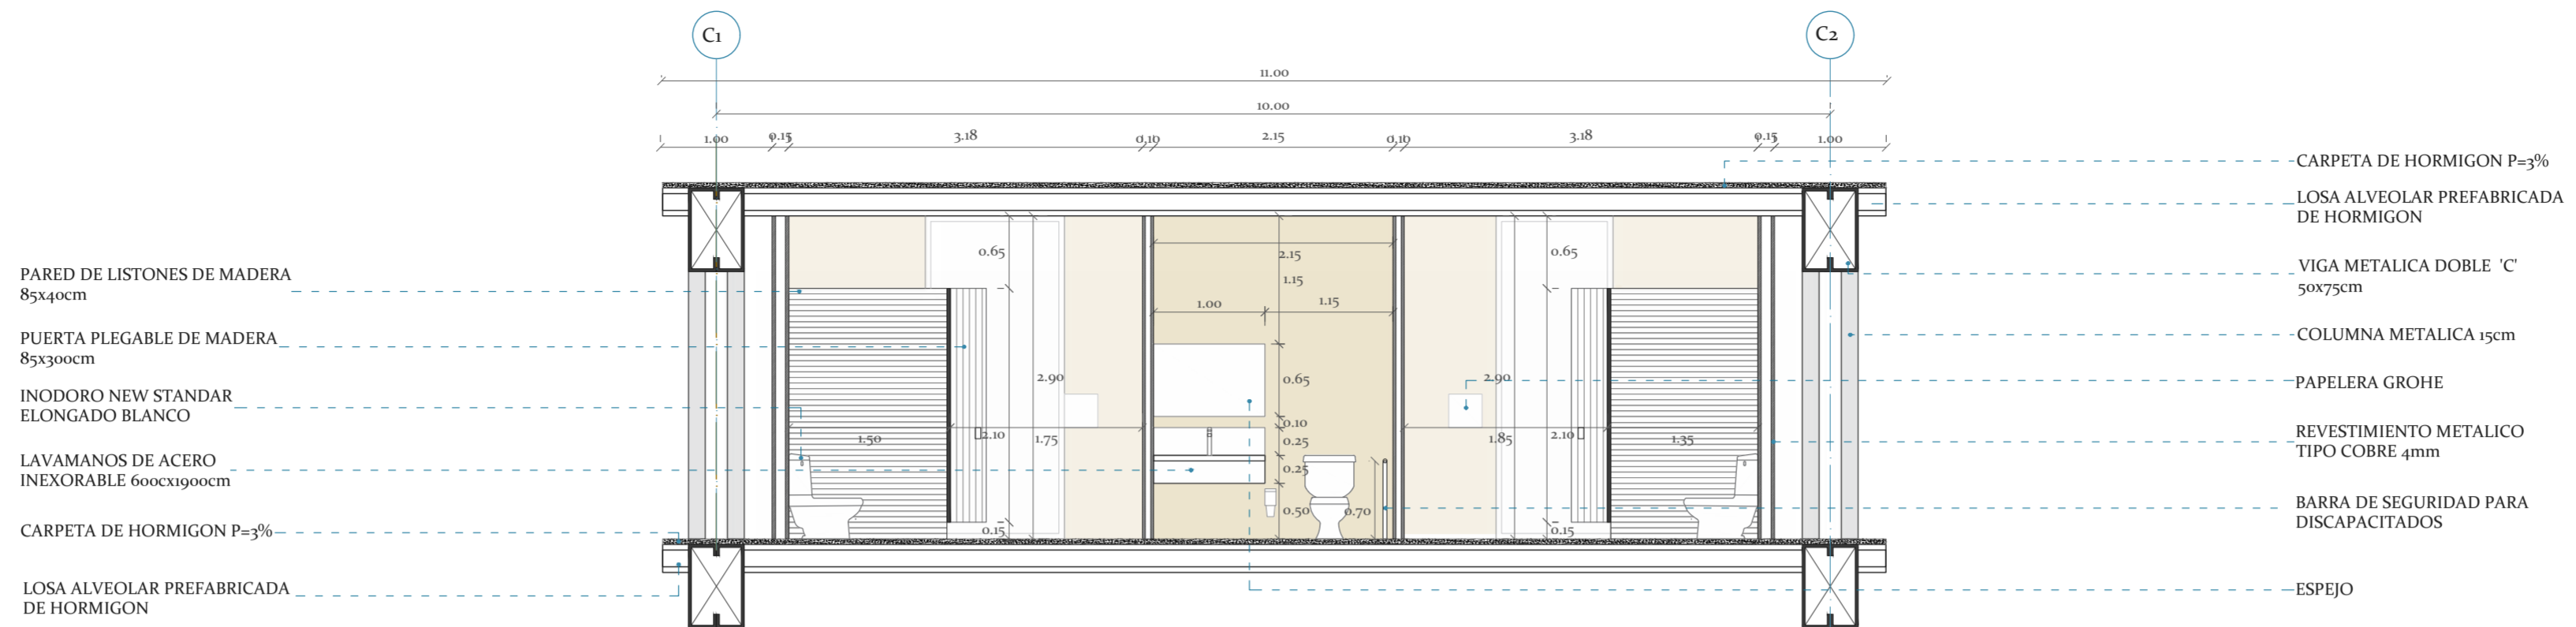 C1
C2
11.00
10.00
1.00
0.15
3.18
0.10
2.15
0.10
3.18
0.15
1.00
CARPETA DE HORMIGON P=3%
LOSA ALVEOLAR PREFABRICADA
DE HORMIGON
VIGA METALICA DOBLE 'C'
50x75cm
COLUMNA METALICA 15cm
PAPELERA GROHE
REVESTIMIENTO METALICO
TIPO COBRE 4mm
BARRA DE SEGURIDAD PARA
DISCAPACITADOS
ESPEJO
PARED DE LISTONES DE MADERA
85x40cm
PUERTA PLEGABLE DE MADERA
85x300cm
INODORO NEW STANDAR
ELONGADO BLANCO
LAVAMANOS DE ACERO
INEXORABLE 600cx1900cm
CARPETA DE HORMIGON P=3%
LOSA ALVEOLAR PREFABRICADA
DE HORMIGON
0.65
2.90
1.50
2.10
1.75
0.15
2.15
1.15
1.00
1.15
0.65
0.10
0.25
0.25
0.50
0.70
0.65
2.90
1.85
2.10
1.35
0.15